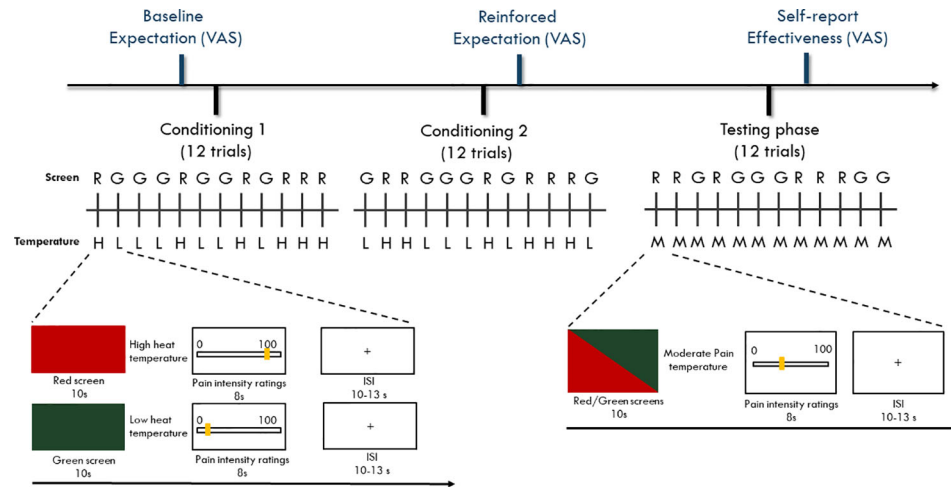 Baseline
Expectation (VAS)
Reinforced
Expectation (VAS)
Self-report
Effectiveness (VAS)
Conditioning 1
(12 trials)
Conditioning 2
(12 trials)
Testing phase
(12 trials)
Screen R G G G R G G R G R R R
G R R G G G R G R R R G
R R G R G G G R R R G G
Temperature H L L L H L L H L H H H
L H H L L L H L H H H L
M M M M M M M M M M M M
High heat
temperature
0 100
+
Red screen
10s
Pain intensity ratings
8s
ISI
10-13 s
Low heat
temperature
0 100
+
Green screen
10s
Pain intensity ratings
8s
ISI
10-13 s
Moderate Pain
temperature
0 100
+
Red/Green screens
10s
Pain intensity ratings
8s
ISI
10-13 s